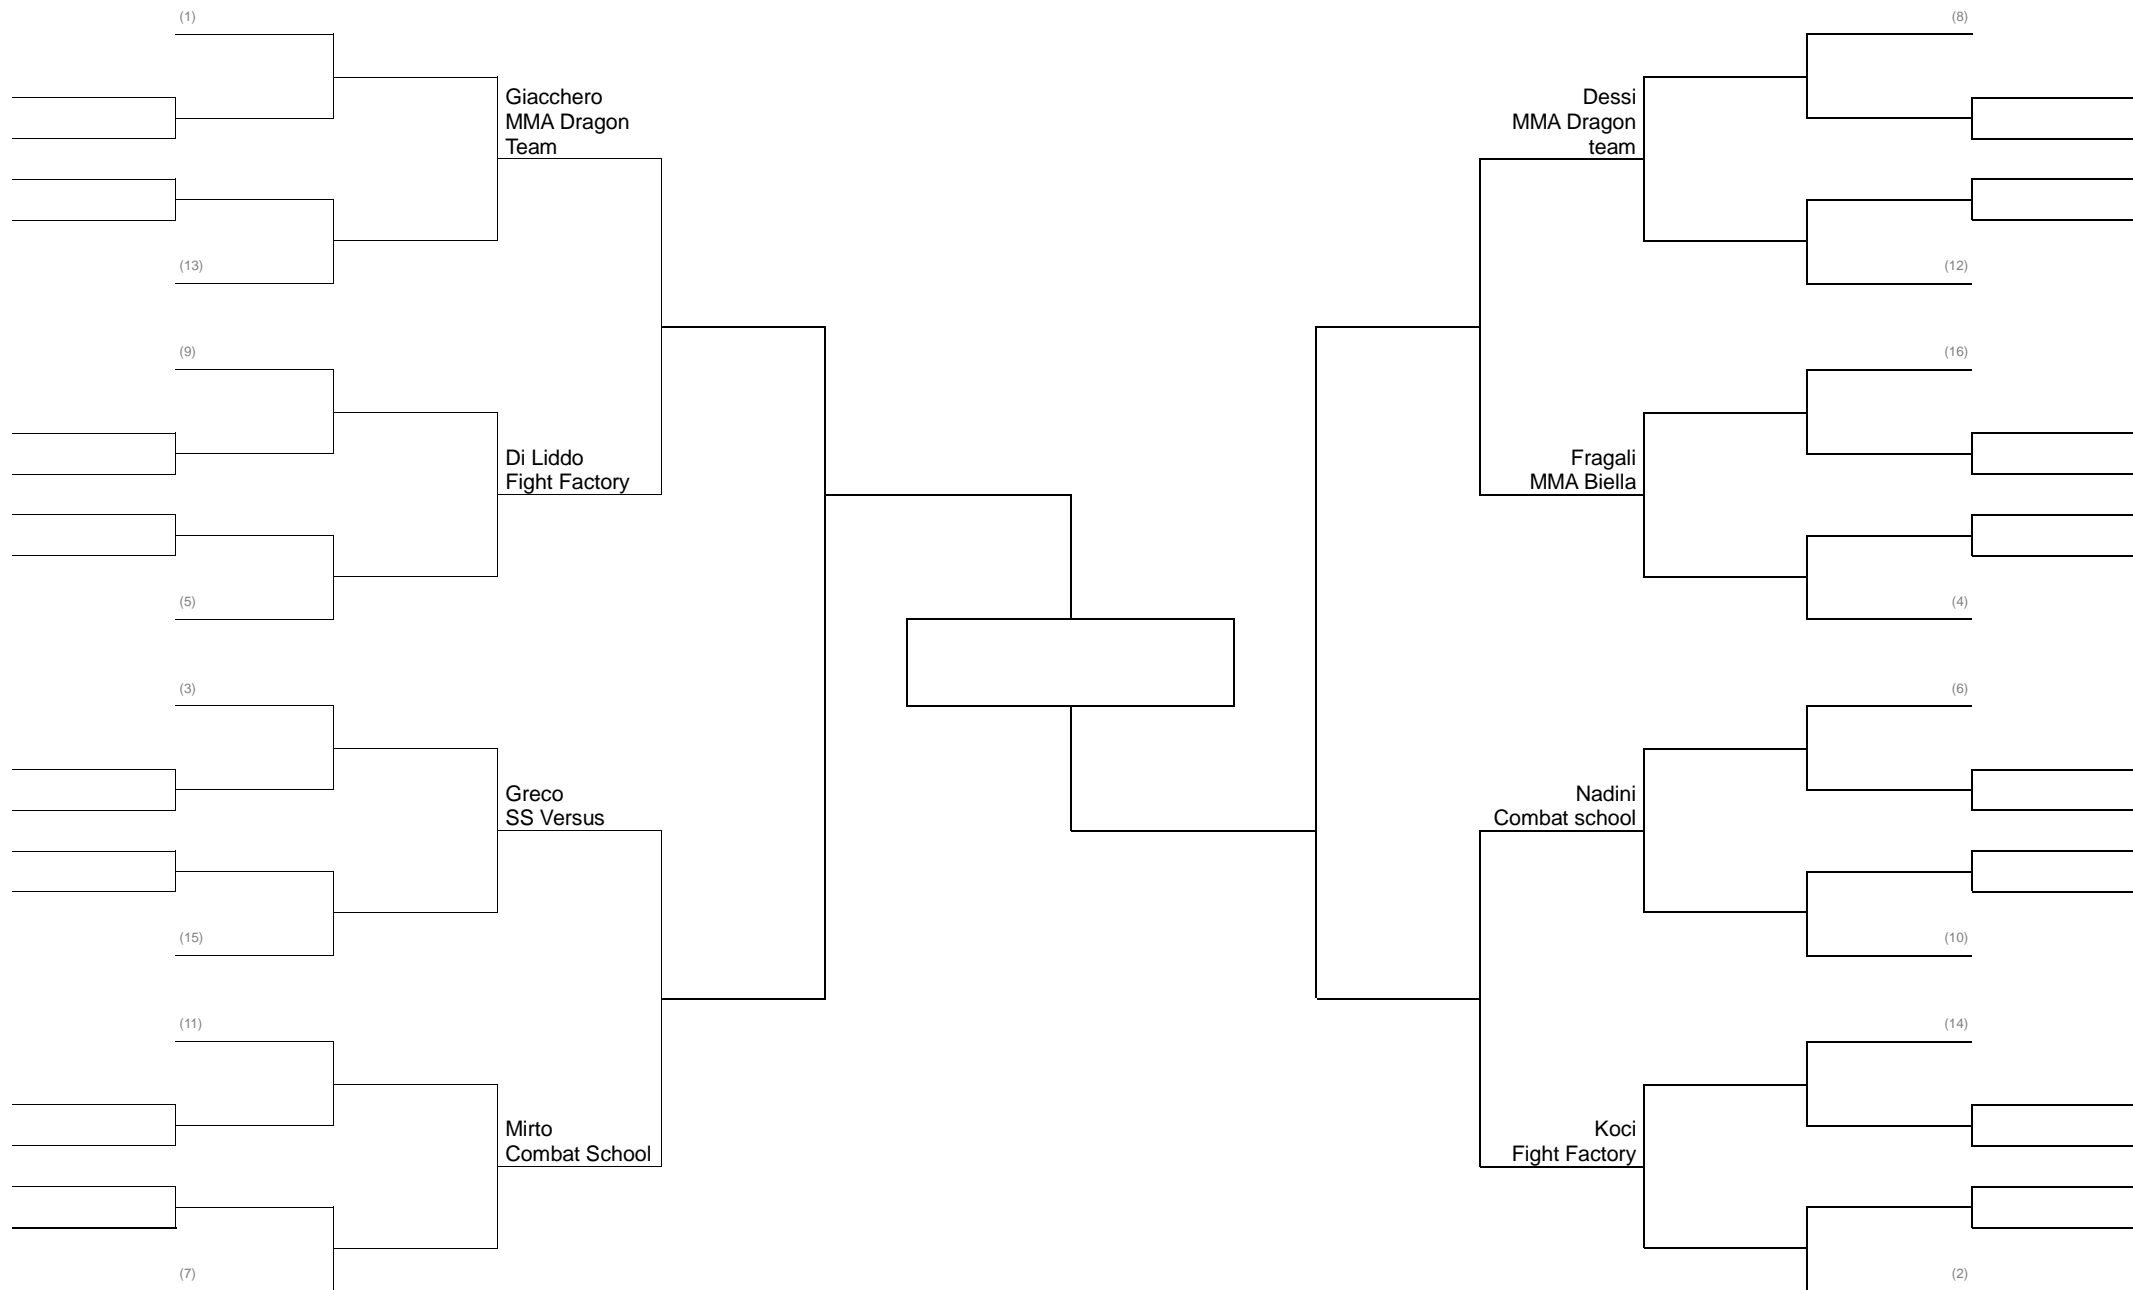 (1)
Giacchero
MMA Dragon
Team
(13)
(9)
Di Liddo
Fight Factory
(5)
(3)
Greco
SS Versus
(15)
(11)
Mirto
Combat School
(7)
(8)
Dessi
MMA Dragon
team
(12)
(16)
Fragali
MMA Biella
(4)
(6)
Nadini
Combat school
(10)
(14)
Koci
Fight Factory
(2)